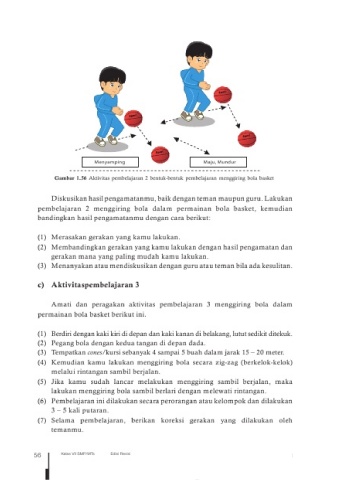 Menyamping
Maju, Mundur
Gambar 1.36 Aktivitas pembelajaran 2 bentuk-bentuk pembelajaran menggiring bola basket
Diskusikan hasil pengamatanmu, baik dengan teman maupun guru. Lakukan
pembelajaran 2 menggiring bola dalam permainan bola basket, kemudian
bandingkan hasil pengamatanmu dengan cara berikut:
(1) Merasakan gerakan yang kamu lakukan.
(2) Membandingkan gerakan yang kamu lakukan dengan hasil pengamatan dan
gerakan mana yang paling mudah kamu lakukan.
(3) Menanyakan atau mendiskusikan dengan guru atau teman bila ada kesulitan.
c) Aktivitaspembelajaran 3
Amati dan peragakan aktivitas pembelajaran 3 menggiring bola dalam
permainan bola basket berikut ini.
(1) Berdiri dengan kaki kiri di depan dan kaki kanan di belakang, lutut sedikit ditekuk.
(2) Pegang bola dengan kedua tangan di depan dada.
(3) Tempatkan cones/kursi sebanyak 4 sampai 5 buah dalam jarak 15 – 20 meter.
(4) Kemudian kamu lakukan menggiring bola secara zig-zag (berkelok-kelok)
melalui rintangan sambil berjalan.
(5) Jika kamu sudah lancar melakukan menggiring sambil berjalan, maka
lakukan menggiring bola sambil berlari dengan melewati rintangan.
(6) Pembelajaran ini dilakukan secara perorangan atau kelompok dan dilakukan
3 – 5 kali putaran.
(7) Selama pembelajaran, berikan koreksi gerakan yang dilakukan oleh
temanmu.
56 Kelas VII SMP/MTs Edisi Revisi